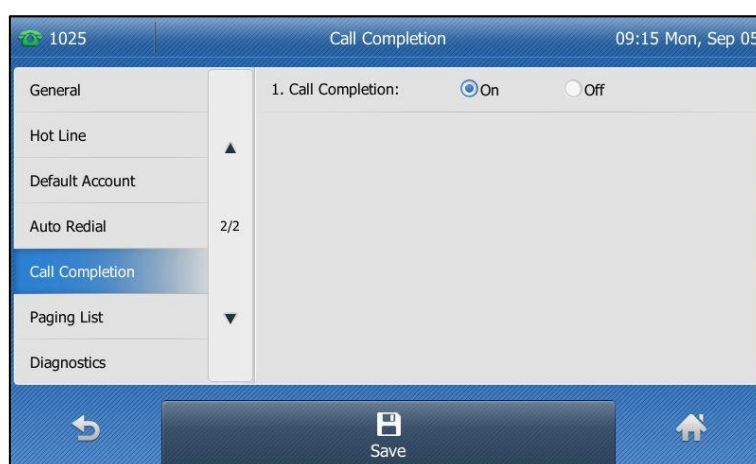 1025
Call Completion
09:15 Mon, Sep 05
General
Hot Line
Default Account
Auto Redial
Call Completion
Paging List
Diagnostics
2/2
1. Call Completion: On Off
Save